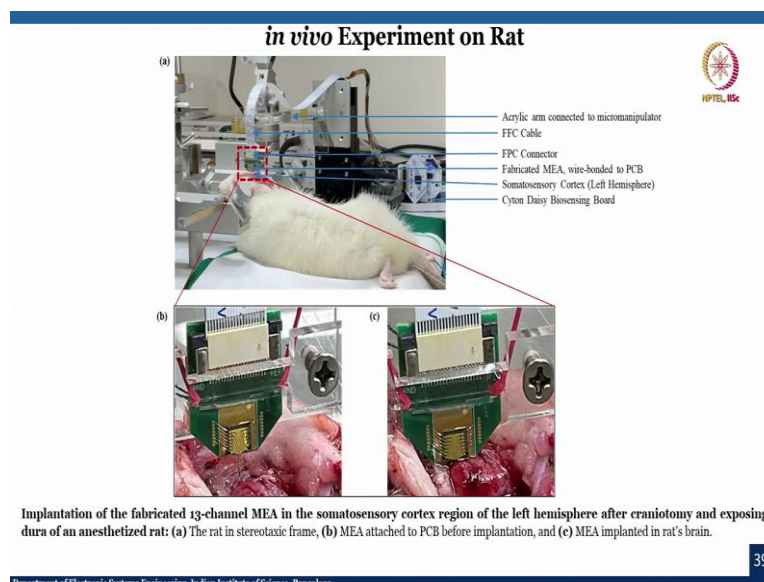 in vivo Experiment on Rat
(a)
NPTEL, IISc
Acrylic arm connected to micromanipulator
FFC Cable
FPC Connector
Fabricated MEA, wire-bonded to PCB
Somatosensory Cortex (Left Hemisphere)
Cyton Daisy Biosensing Board
(b)
(c)
Implantation of the fabricated 13-channel MEA in the somatosensory cortex region of the left hemisphere after craniotomy and exposing
dura of an anesthetized rat: (a) The rat in stereotaxic frame, (b) MEA attached to PCB before implantation, and (c) MEA implanted in rat's brain.
39
Department of Electronic Systems Engineering, Indian Institute of Science, Bangalore